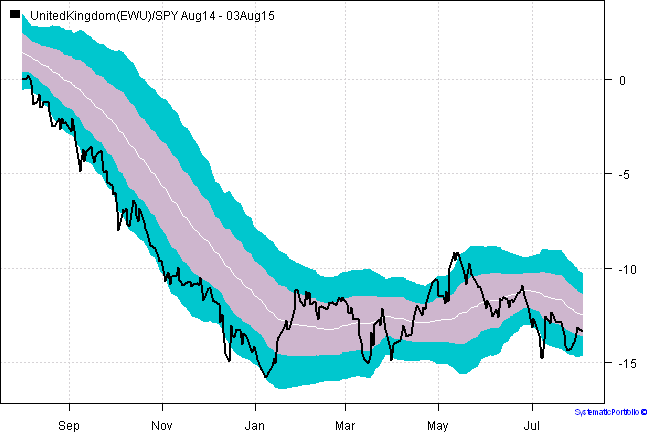 UnitedKingdom(EWU)/SPY Aug14 - 03Aug15
0
-5
-10
-15
Sep Nov Jan Mar May Jul
SystematicPortfolio ©